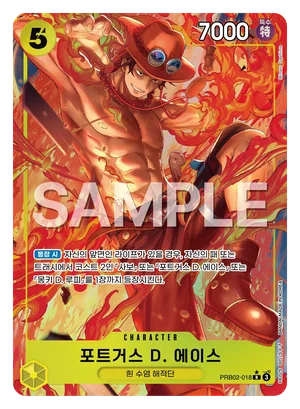 5
7000
특수
特
SAMPLE
등장 시 자신의 앞면인 라이프가 있을 경우, 자신의 패 또는
트래시에서 코스트 2인 "사보" 또는 "포트거스 D. 에이스" 또는
"몽키 D. 루피"를 1장까지 등장시킨다.
CHARACTER
포트거스 D. 에이스
흰 수염 해적단
PRB02-018
3